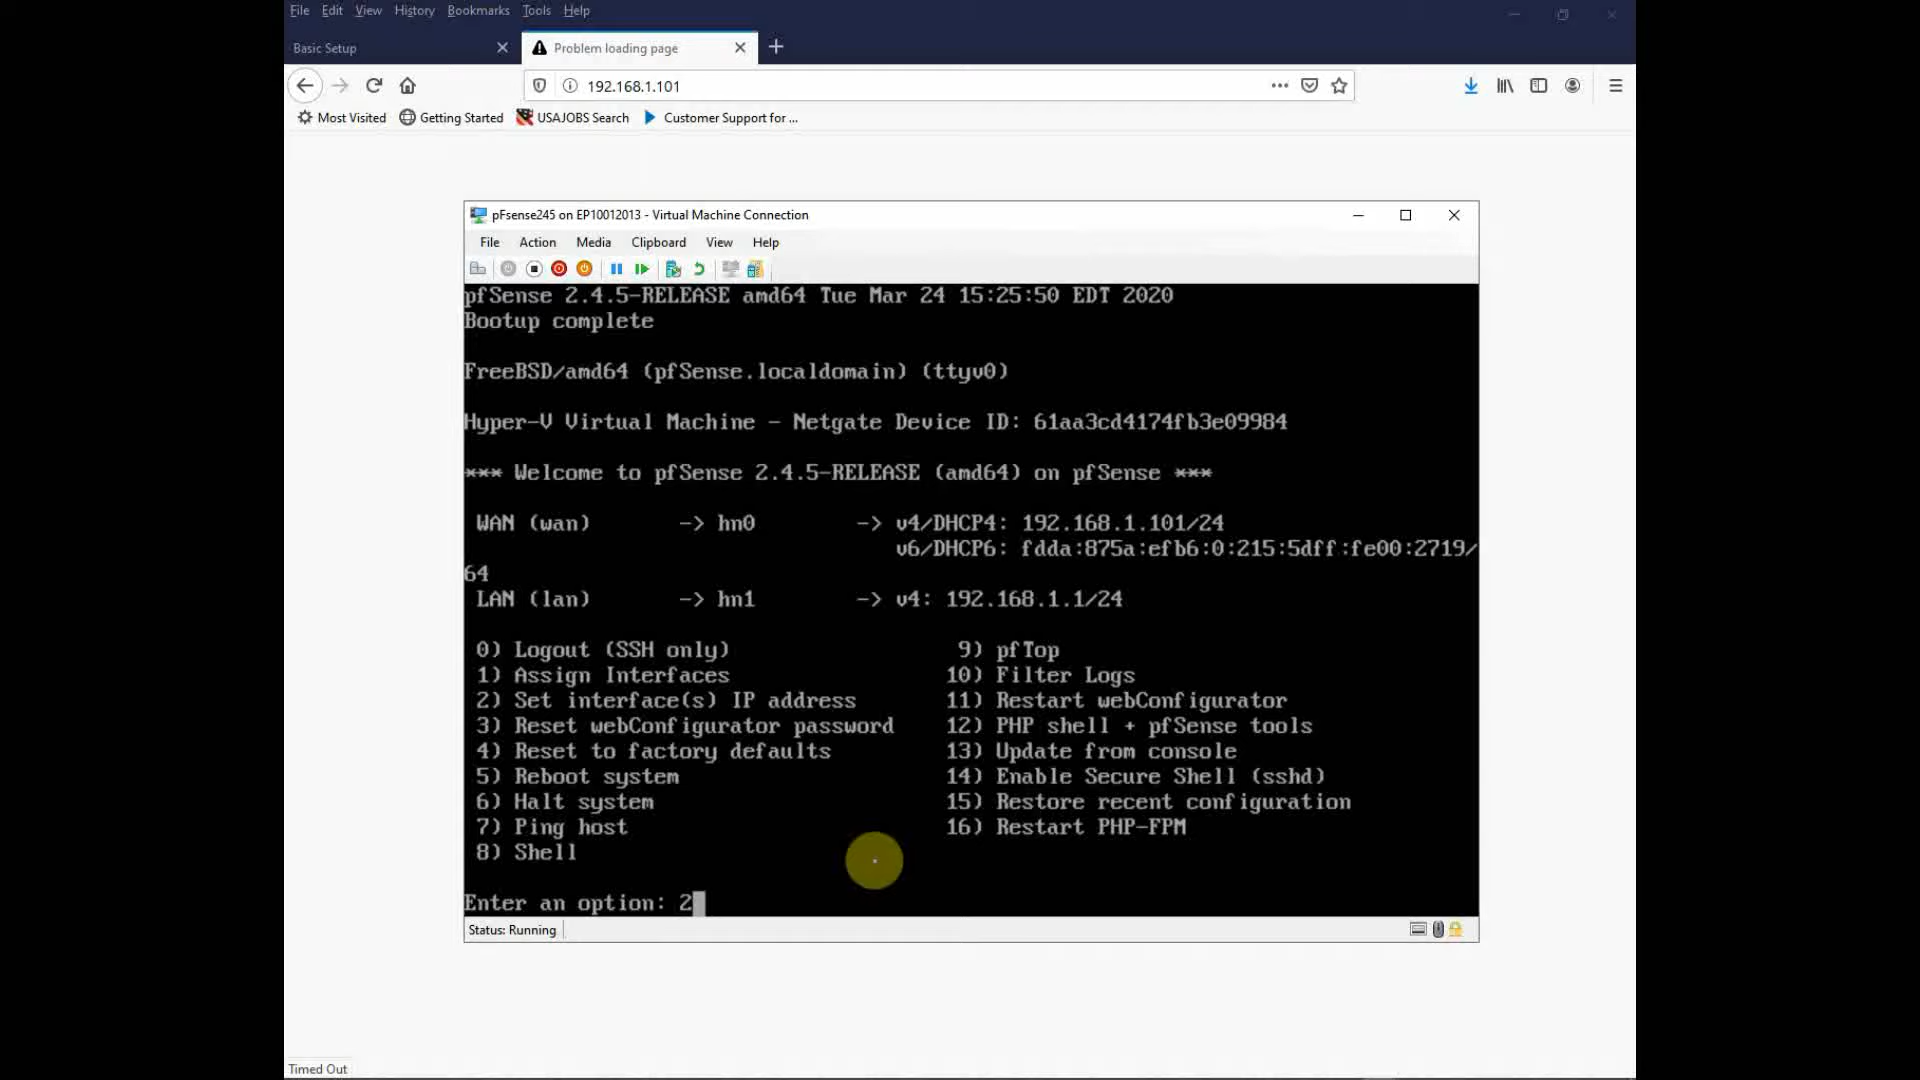 File Edit View History Bookmarks Tools Help
Basic Setup
Problem loading page
192.168.1.101
Most Visited Getting Started USAJOBS Search Customer Support for ...
pFsense245 on EP10012013 - Virtual Machine Connection
File Action Media Clipboard View Help
pfSense 2.4.5-RELEASE amd64 Tue Mar 24 15:25:50 EDT 2020
Bootup complete
FreeBSD/amd64 (pfSense.localdomain) (ttyv0)
Hyper-V Virtual Machine - Netgate Device ID: 61aa3cd4174fb3e09984
*** Welcome to pfSense 2.4.5-RELEASE (amd64) on pfSense ***
WAN (wan) -> hn0 -> v4/DHCP4: 192.168.1.101/24
v6/DHCP6: fdda:875a:efb6:0:215:5dff:fe00:2719/
64
LAN (lan) -> hn1 -> v4: 192.168.1.1/24
0) Logout (SSH only) 9) pfTop
1) Assign Interfaces 10) Filter Logs
2) Set interface(s) IP address 11) Restart webConfigurator
3) Reset webConfigurator password 12) PHP shell + pfSense tools
4) Reset to factory defaults 13) Update from console
5) Reboot system 14) Enable Secure Shell (sshd)
6) Halt system 15) Restore recent configuration
7) Ping host 16) Restart PHP-FPM
8) Shell
Enter an option: 2
Status: Running
Timed Out